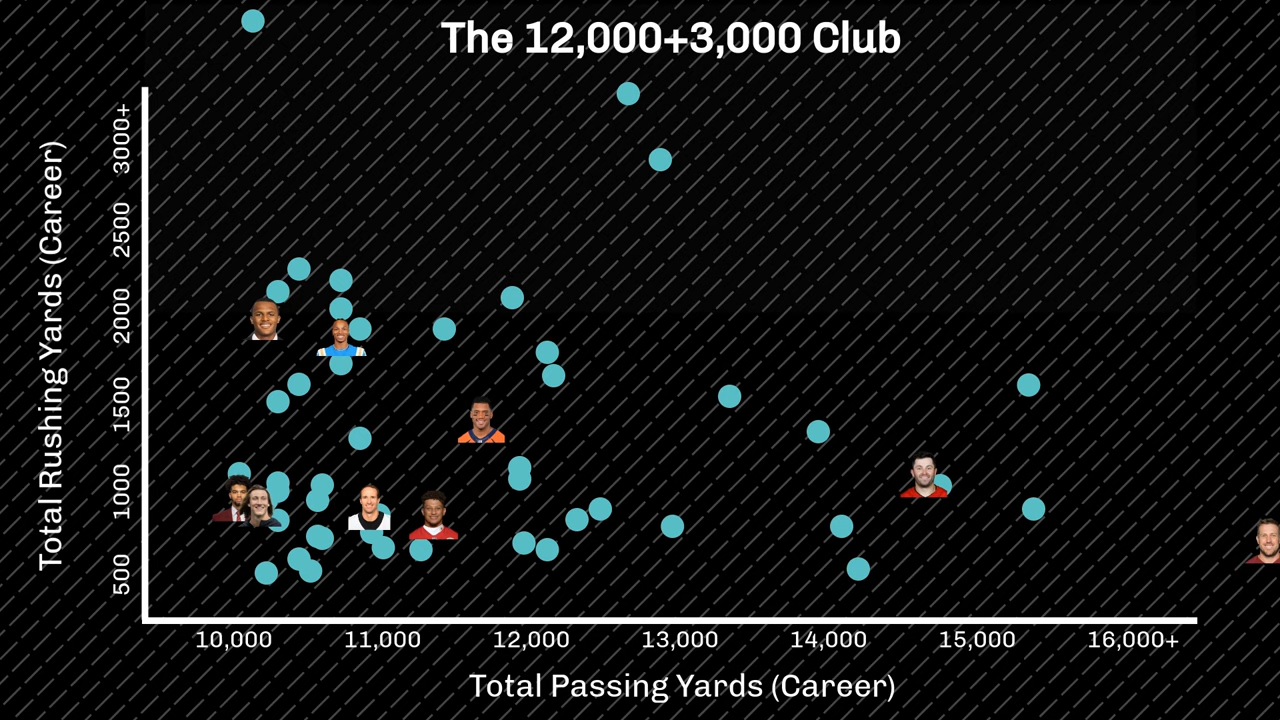 The 12,000+3,000 Club
Total Rushing Yards (Career)
3000+
2500
2000
1500
1000
500
10,000 11,000 12,000 13,000 14,000 15,000 16,000+
Total Passing Yards (Career)